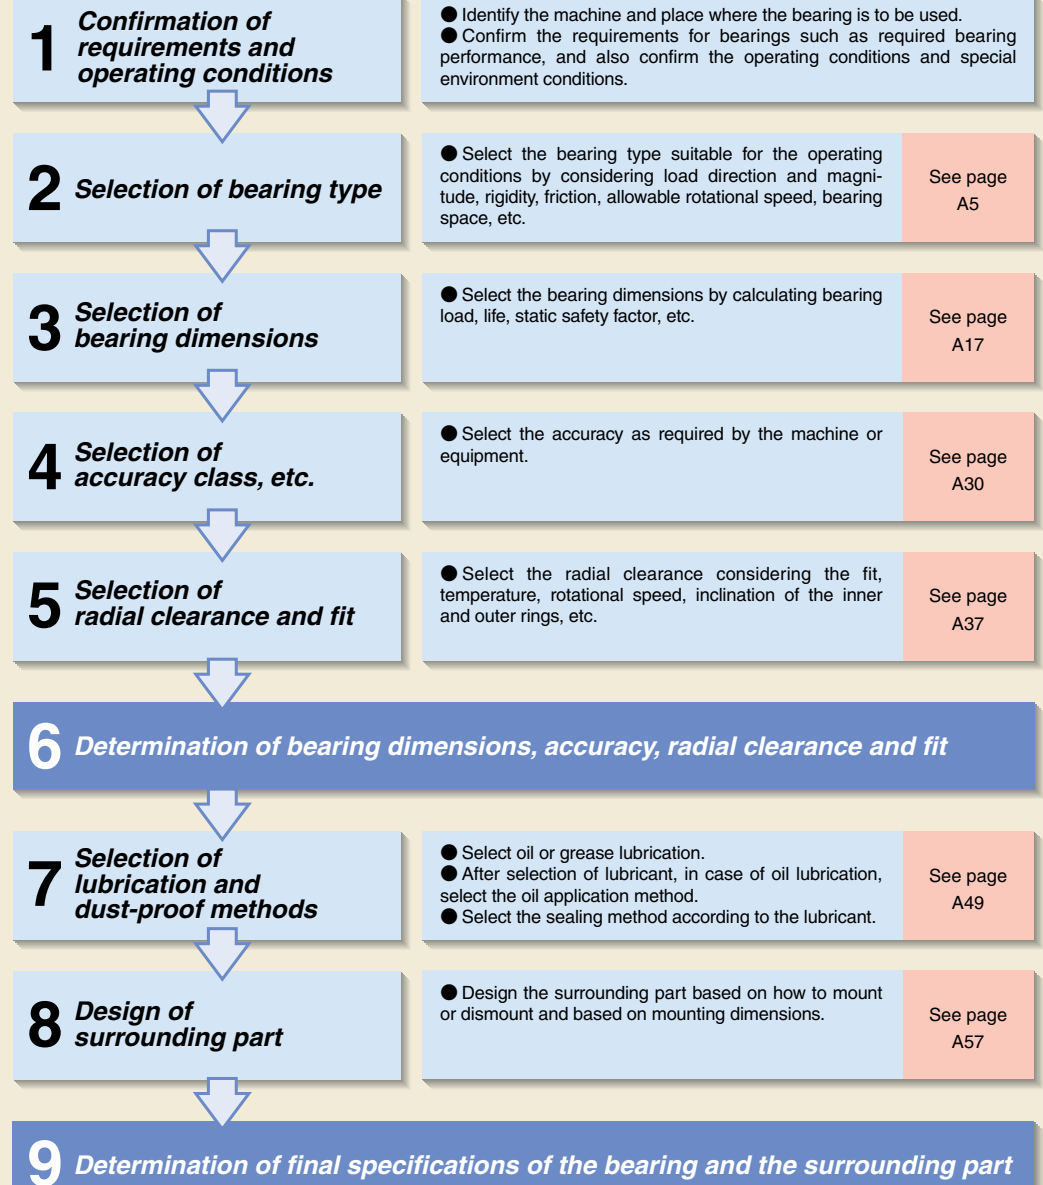 1
Confirmation of
requirements and
operating conditions
● Identify the machine and place where the bearing is to be used.
● Confirm the requirements for bearings such as required bearing
performance, and also confirm the operating conditions and special
environment conditions.
2
Selection of bearing type
● Select the bearing type suitable for the operating
conditions by considering load direction and magni-
tude, rigidity, friction, allowable rotational speed, bearing
space, etc.
See page
A5
3
Selection of
bearing dimensions
● Select the bearing dimensions by calculating bearing
load, life, static safety factor, etc.
See page
A17
4
Selection of
accuracy class, etc.
● Select the accuracy as required by the machine or
equipment.
See page
A30
5
Selection of
radial clearance and fit
● Select the radial clearance considering the fit,
temperature, rotational speed, inclination of the inner
and outer rings, etc.
See page
A37
6 Determination of bearing dimensions, accuracy, radial clearance and fit
7
Selection of
lubrication and
dust-proof methods
● Select oil or grease lubrication.
● After selection of lubricant, in case of oil lubrication,
select the oil application method.
● Select the sealing method according to the lubricant.
See page
A49
8
Design of
surrounding part
● Design the surrounding part based on how to mount
or dismount and based on mounting dimensions.
See page
A57
9 Determination of final specifications of the bearing and the surrounding part